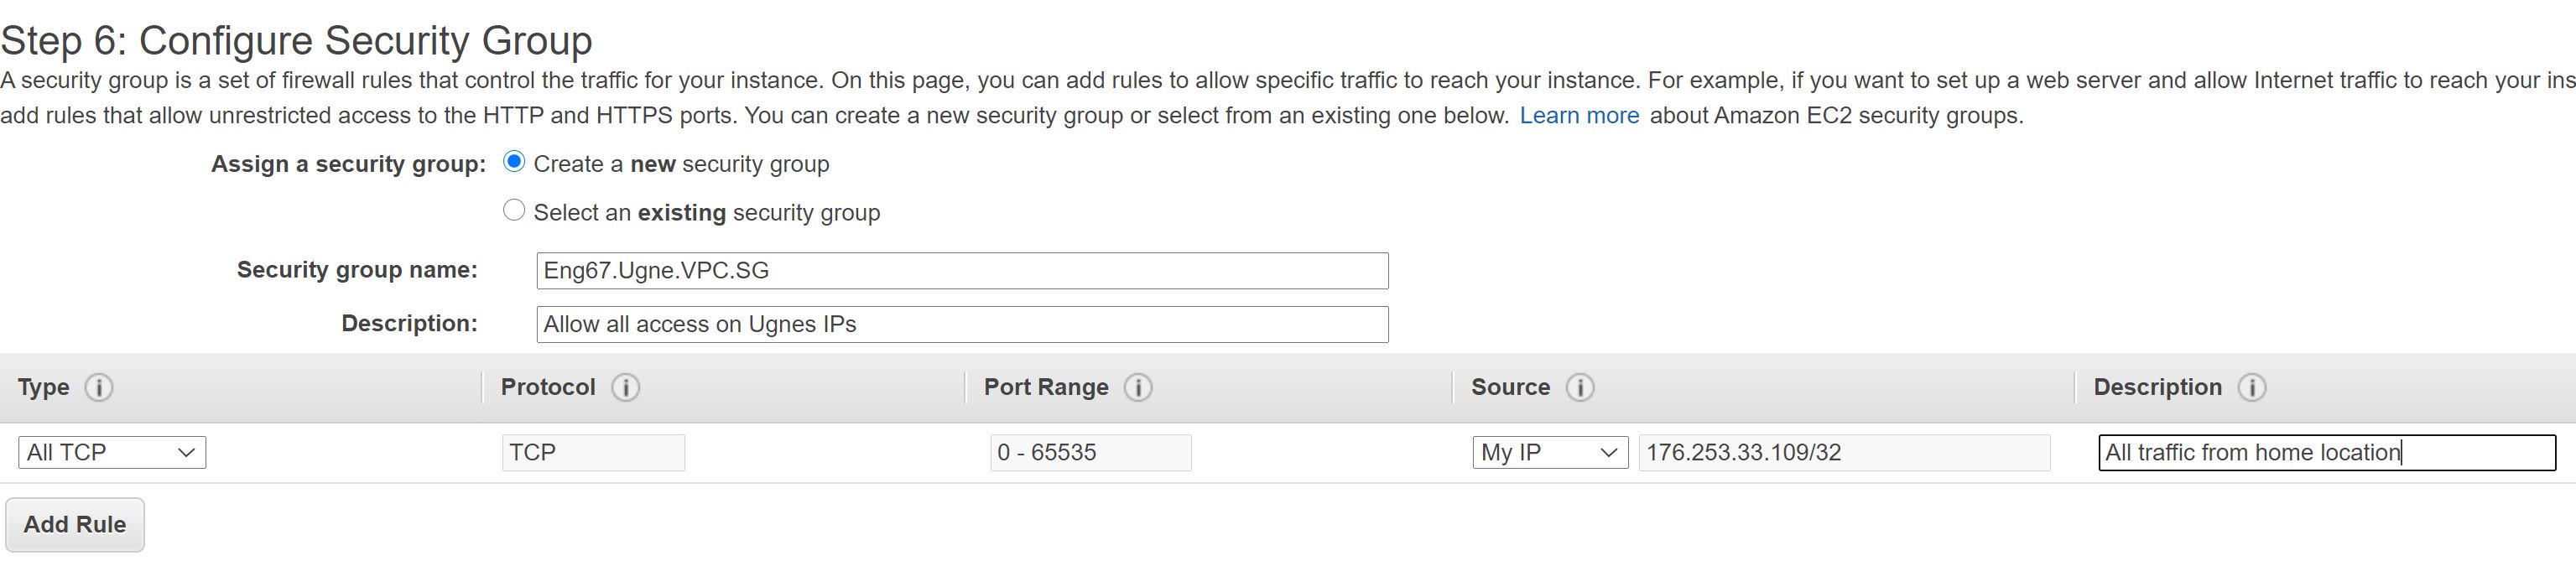 Step 6: Configure Security Group
A security group is a set of firewall rules that control the traffic for your instance. On this page, you can add rules to allow specific traffic to reach your instance. For example, if you want to set up a web server and allow Internet traffic to reach your ins
add rules that allow unrestricted access to the HTTP and HTTPS ports. You can create a new security group or select from an existing one below. Learn more about Amazon EC2 security groups.
Assign a security group: Create a new security group
Select an existing security group
Security group name: Eng67.Ugne.VPC.SG
Description: Allow all access on Ugnes IPs
Type i Protocol i Port Range i Source i Description i
All TCP TCP 0 - 65535 My IP 176.253.33.109/32 All traffic from home location
Add Rule